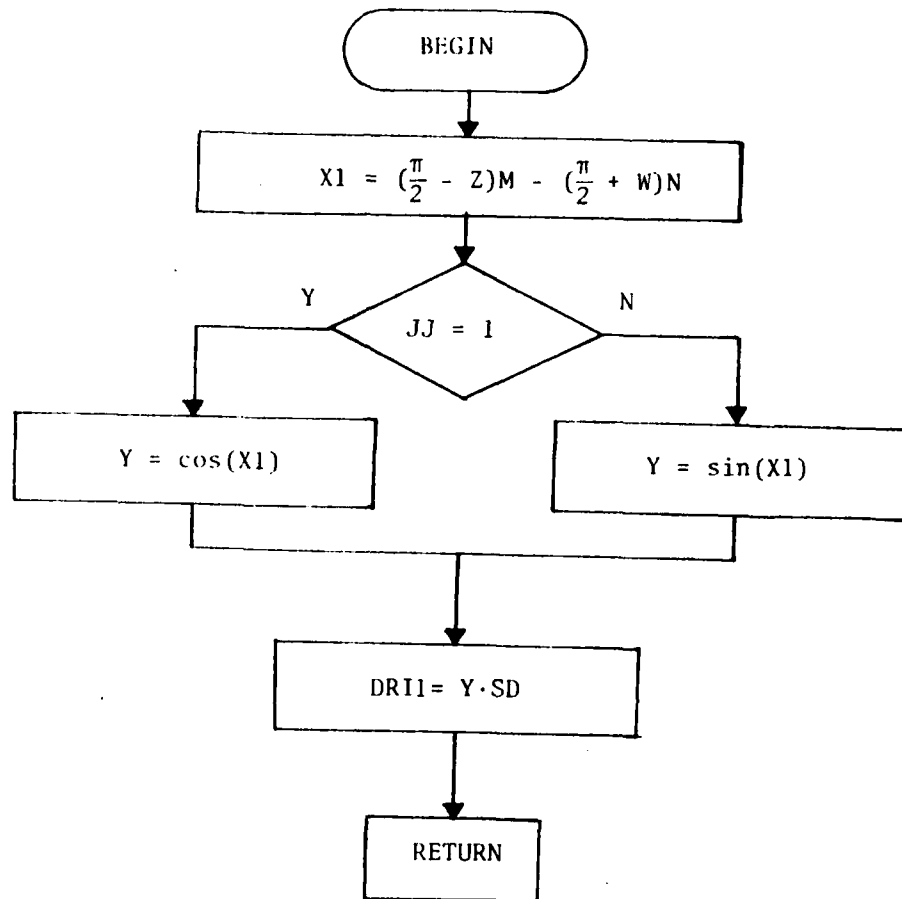 BEGIN
X1 = (π/2 - Z)M - (π/2 + W)N
Y
N
JJ = 1
Y = cos(X1)
Y = sin(X1)
DRI1= Y·SD
RETURN